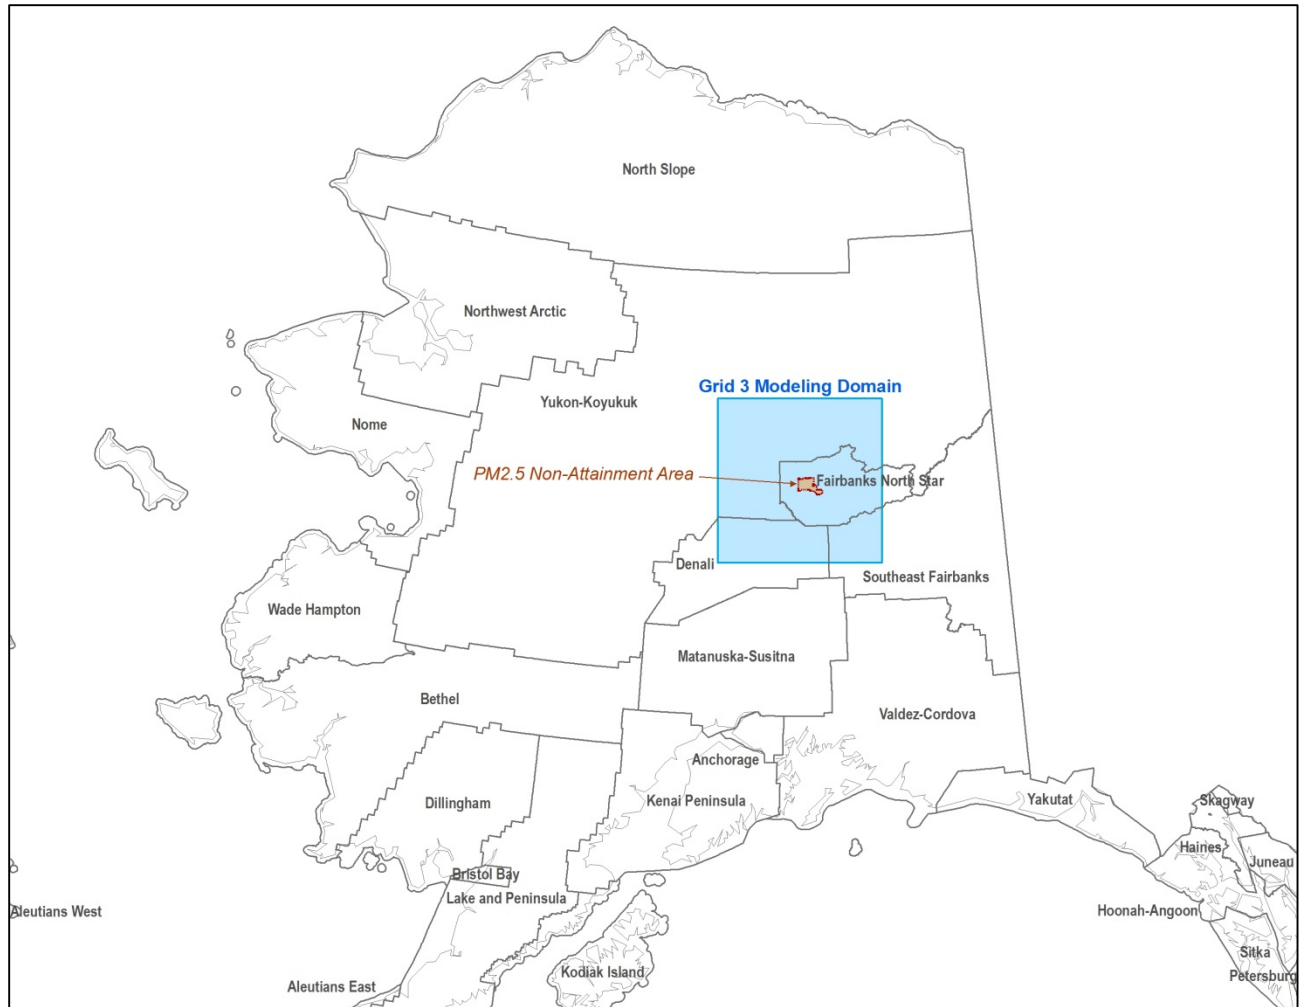 North Slope
Northwest Arctic
Grid 3 Modeling Domain
Yukon-Koyukuk
Nome
PM2.5 Non-Attainment Area
Fairbanks North Star
Denali
Southeast Fairbanks
Wade Hampton
Matanuska-Susitna
Bethel
Valdez-Cordova
Anchorage
Dillingham
Kenai Peninsula
Yakutat
Skagway
Haines
Juneau
Bristol Bay
Lake and Peninsula
Aleutians West
Hoonah-Angoon
Sitka
Kodiak Island
Petersburg
Aleutians East